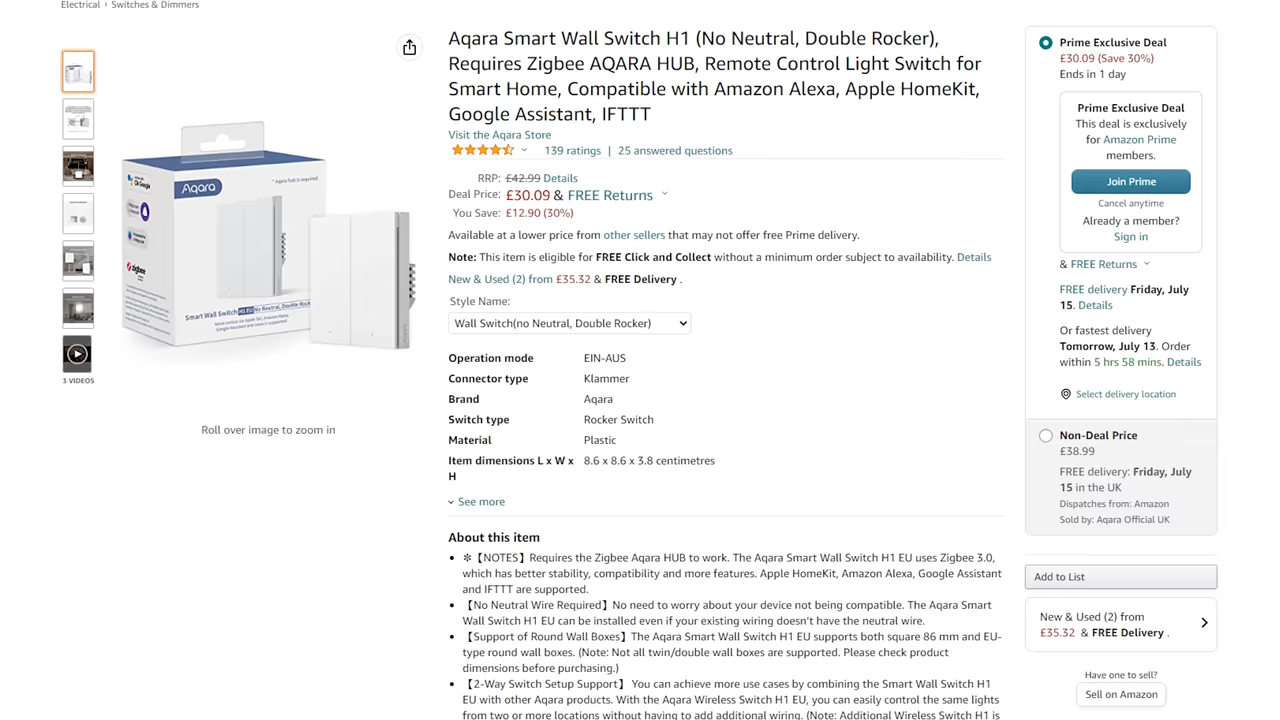 Electrical › Switches & Dimmers
Aqara Smart Wall Switch H1 (No Neutral, Double Rocker),
Requires Zigbee AQARA HUB, Remote Control Light Switch for
Smart Home, Compatible with Amazon Alexa, Apple HomeKit,
Google Assistant, IFTTT
Visit the Aqara Store
139 ratings | 25 answered questions
RRP: £42.99 Details
Deal Price: £30.09 & FREE Returns
You Save: £12.90 (30%)
Available at a lower price from other sellers that may not offer free Prime delivery.
Note: This item is eligible for FREE Click and Collect without a minimum order subject to availability. Details
New & Used (2) from £35.32 & FREE Delivery .
Style Name:
Wall Switch(no Neutral, Double Rocker)
Operation mode EIN-AUS
Connector type Klammer
Brand Aqara
Switch type Rocker Switch
Material Plastic
Item dimensions L x W x 8.6 x 8.6 x 3.8 centimetres
H
See more
About this item
※【NOTES】Requires the Zigbee Aqara HUB to work. The Aqara Smart Wall Switch H1 EU uses Zigbee 3.0,
which has better stability, compatibility and more features. Apple HomeKit, Amazon Alexa, Google Assistant
and IFTTT are supported.
【No Neutral Wire Required】No need to worry about your device not being compatible. The Aqara Smart
Wall Switch H1 EU can be installed even if your existing wiring doesn't have the neutral wire.
【Support of Round Wall Boxes】The Aqara Smart Wall Switch H1 EU supports both square 86 mm and EU-
type round wall boxes. (Note: Not all twin/double wall boxes are supported. Please check product
dimensions before purchasing.)
【2-Way Switch Setup Support】 You can achieve more use cases by combining the Smart Wall Switch H1
EU with other Aqara products. With the Aqara Wireless Switch H1 EU, you can easily control the same lights
from two or more locations without having to add additional wiring. (Note: Additional Wireless Switch H1 is
Aqara
* Aqara hub is required.
zigbee
Smart Wall Switch H1 EU (No Neutral, Double Rock
3 VIDEOS
Roll over image to zoom in
Prime Exclusive Deal
£30.09 (Save 30%)
Ends in 1 day
Prime Exclusive Deal
This deal is exclusively
for Amazon Prime
members.
Join Prime
Cancel anytime
Already a member?
Sign in
& FREE Returns
FREE delivery Friday, July
15. Details
Or fastest delivery
Tomorrow, July 13. Order
within 5 hrs 58 mins. Details
Select delivery location
Non-Deal Price
£38.99
FREE delivery: Friday, July
15 in the UK
Dispatches from: Amazon
Sold by: Aqara Official UK
Add to List
New & Used (2) from
£35.32 & FREE Delivery .
Have one to sell?
Sell on Amazon